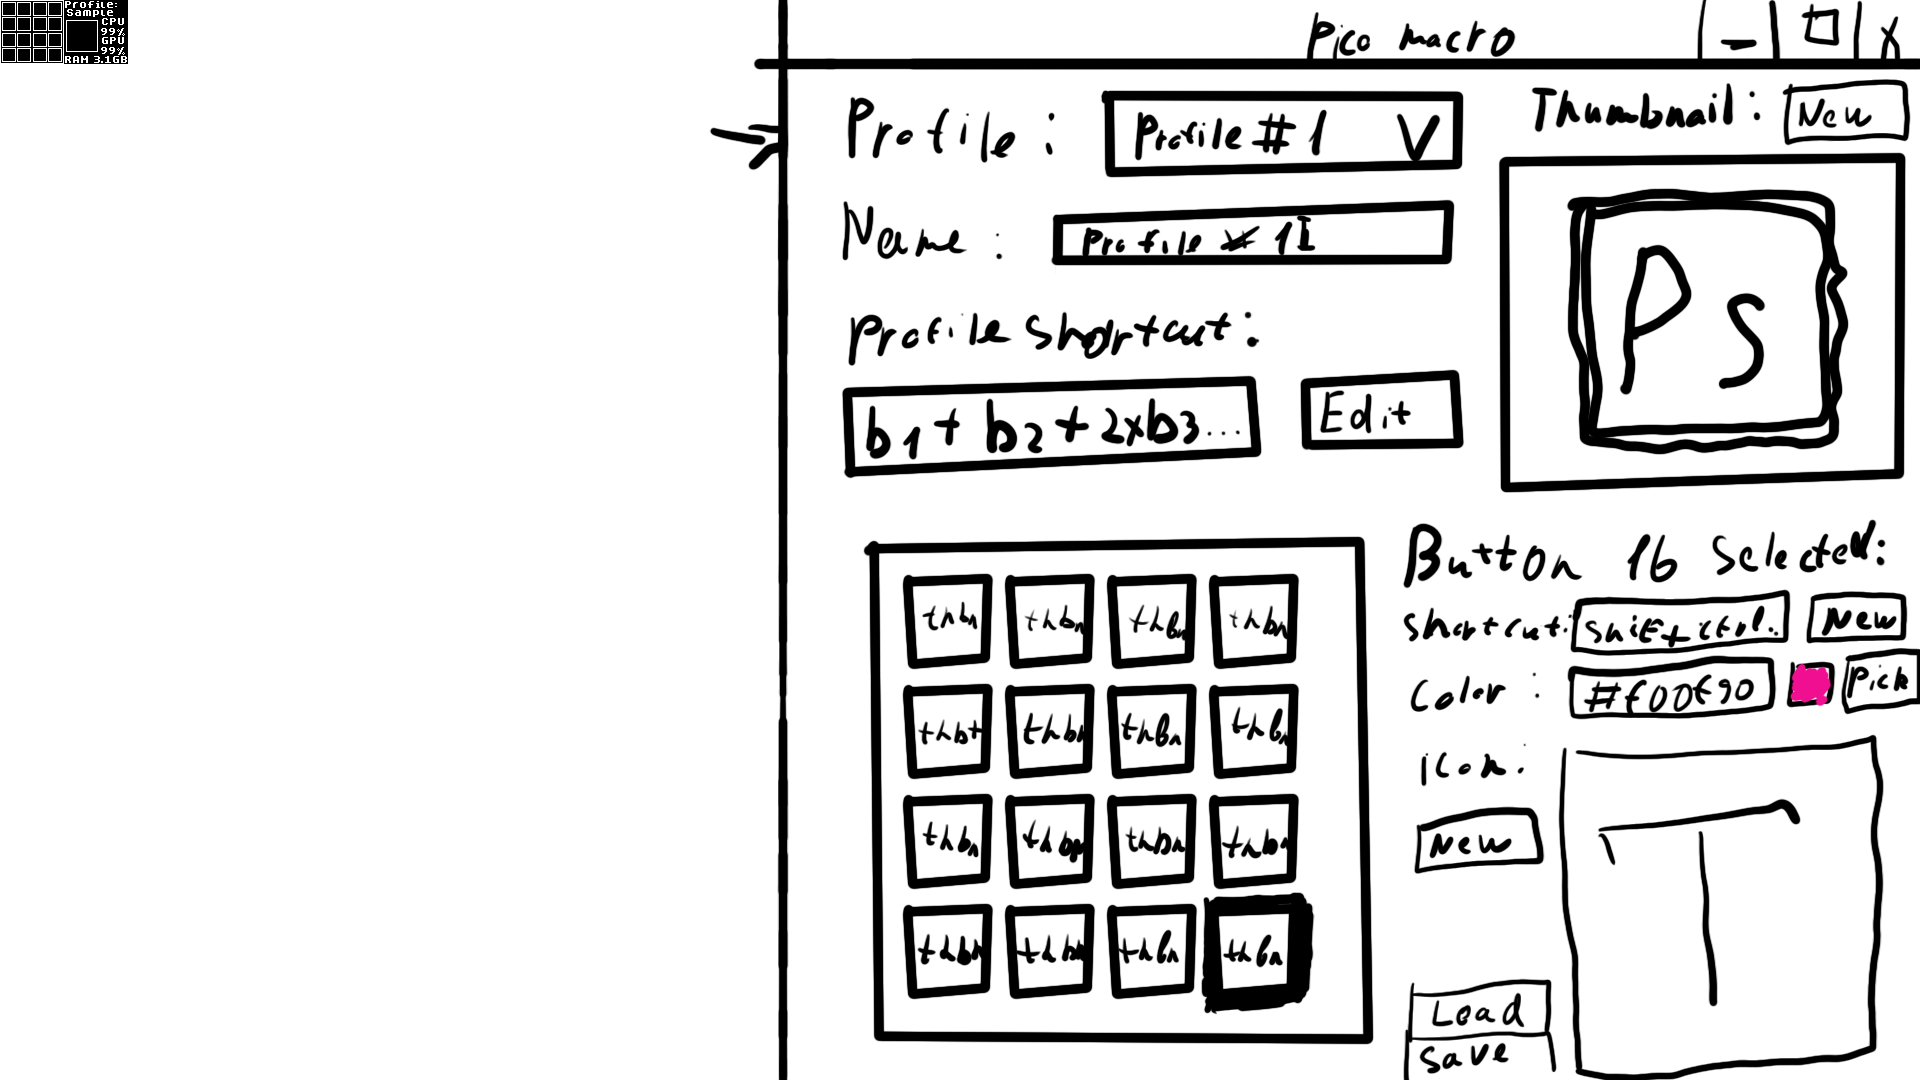 Profile:
Sample
CPU
99%
GPU
99%
RAM 3.1GB
Pico macro
Profile: Profile #1 V
Thumbnail: New
Name: Profile # 1
Profile Shortcut:
b1 + b2 + 2xb3... Edit
Ps
thbn thbn thbn thbn
thbt thbn thbn thbn
thbn thbn thbn thbn
thbn thbn thbn thbn
Button 16 Selected:
Shortcut: Shift+ctrl.. New
Color: #f00f90 Pick
icon:
New
T
Load
Save